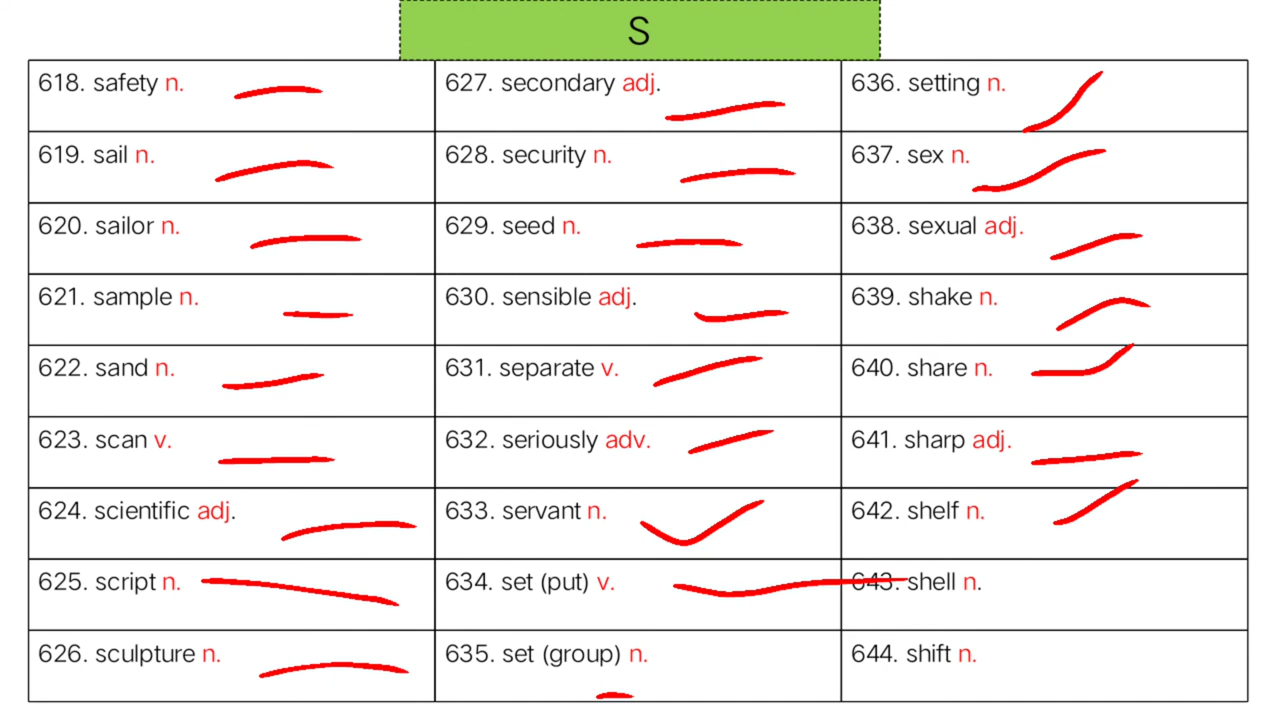 S
618. safety n.
619. sail n.
620. sailor n.
621. sample n.
622. sand n.
623. scan v.
624. scientific adj.
625. script n.
626. sculpture n.
627. secondary adj.
628. security n.
629. seed n.
630. sensible adj.
631. separate v.
632. seriously adv.
633. servant n.
634. set (put) v.
635. set (group) n.
636. setting n.
637. sex n.
638. sexual adj.
639. shake n.
640. share n.
641. sharp adj.
642. shelf n.
643. shell n.
644. shift n.